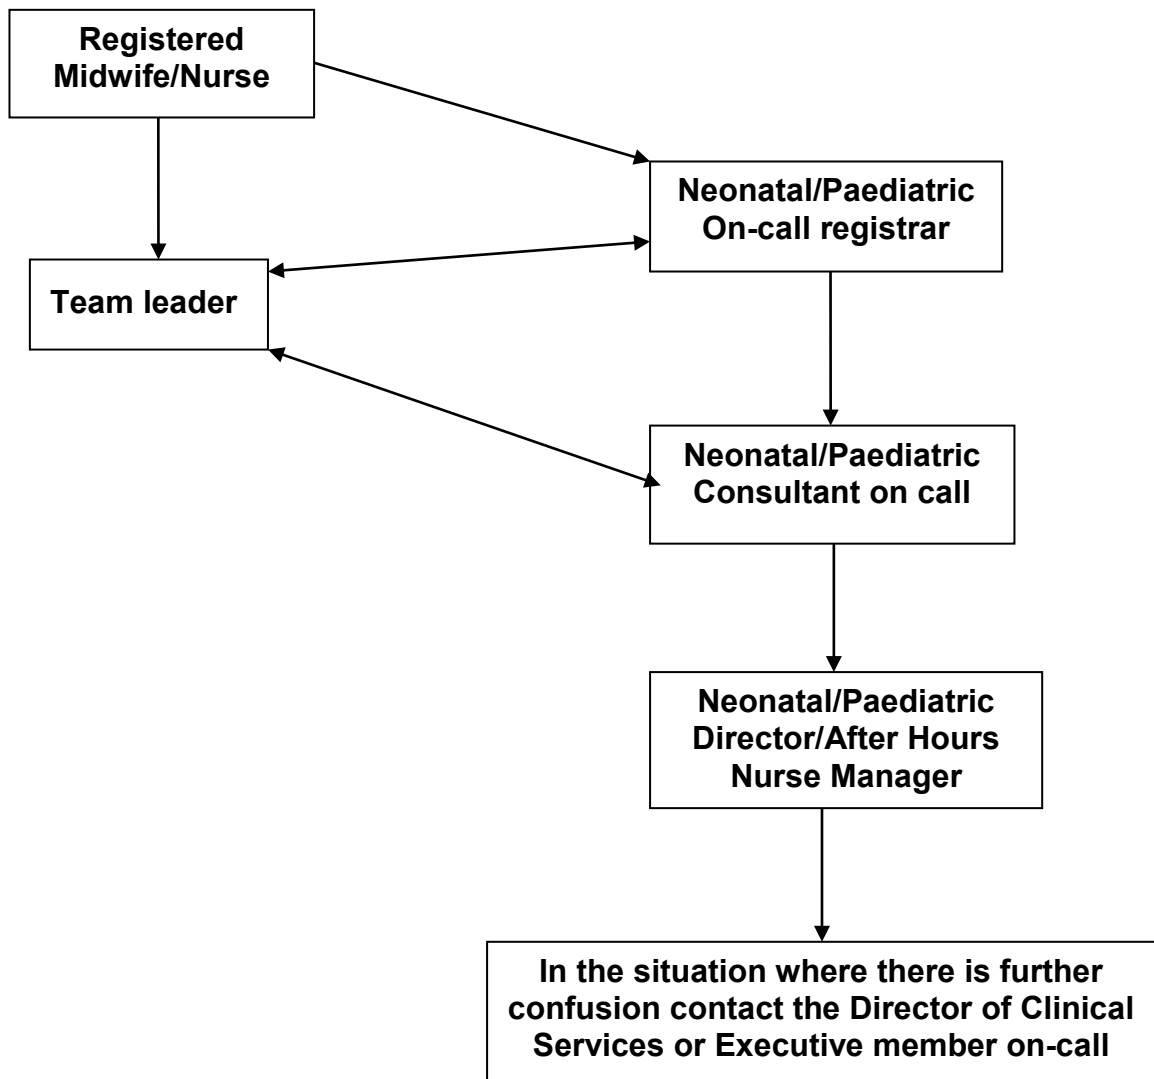 Registered
Midwife/Nurse
Neonatal/Paediatric
On-call registrar
Team leader
Neonatal/Paediatric
Consultant on call
Neonatal/Paediatric
Director/After Hours
Nurse Manager
In the situation where there is further
confusion contact the Director of Clinical
Services or Executive member on-call